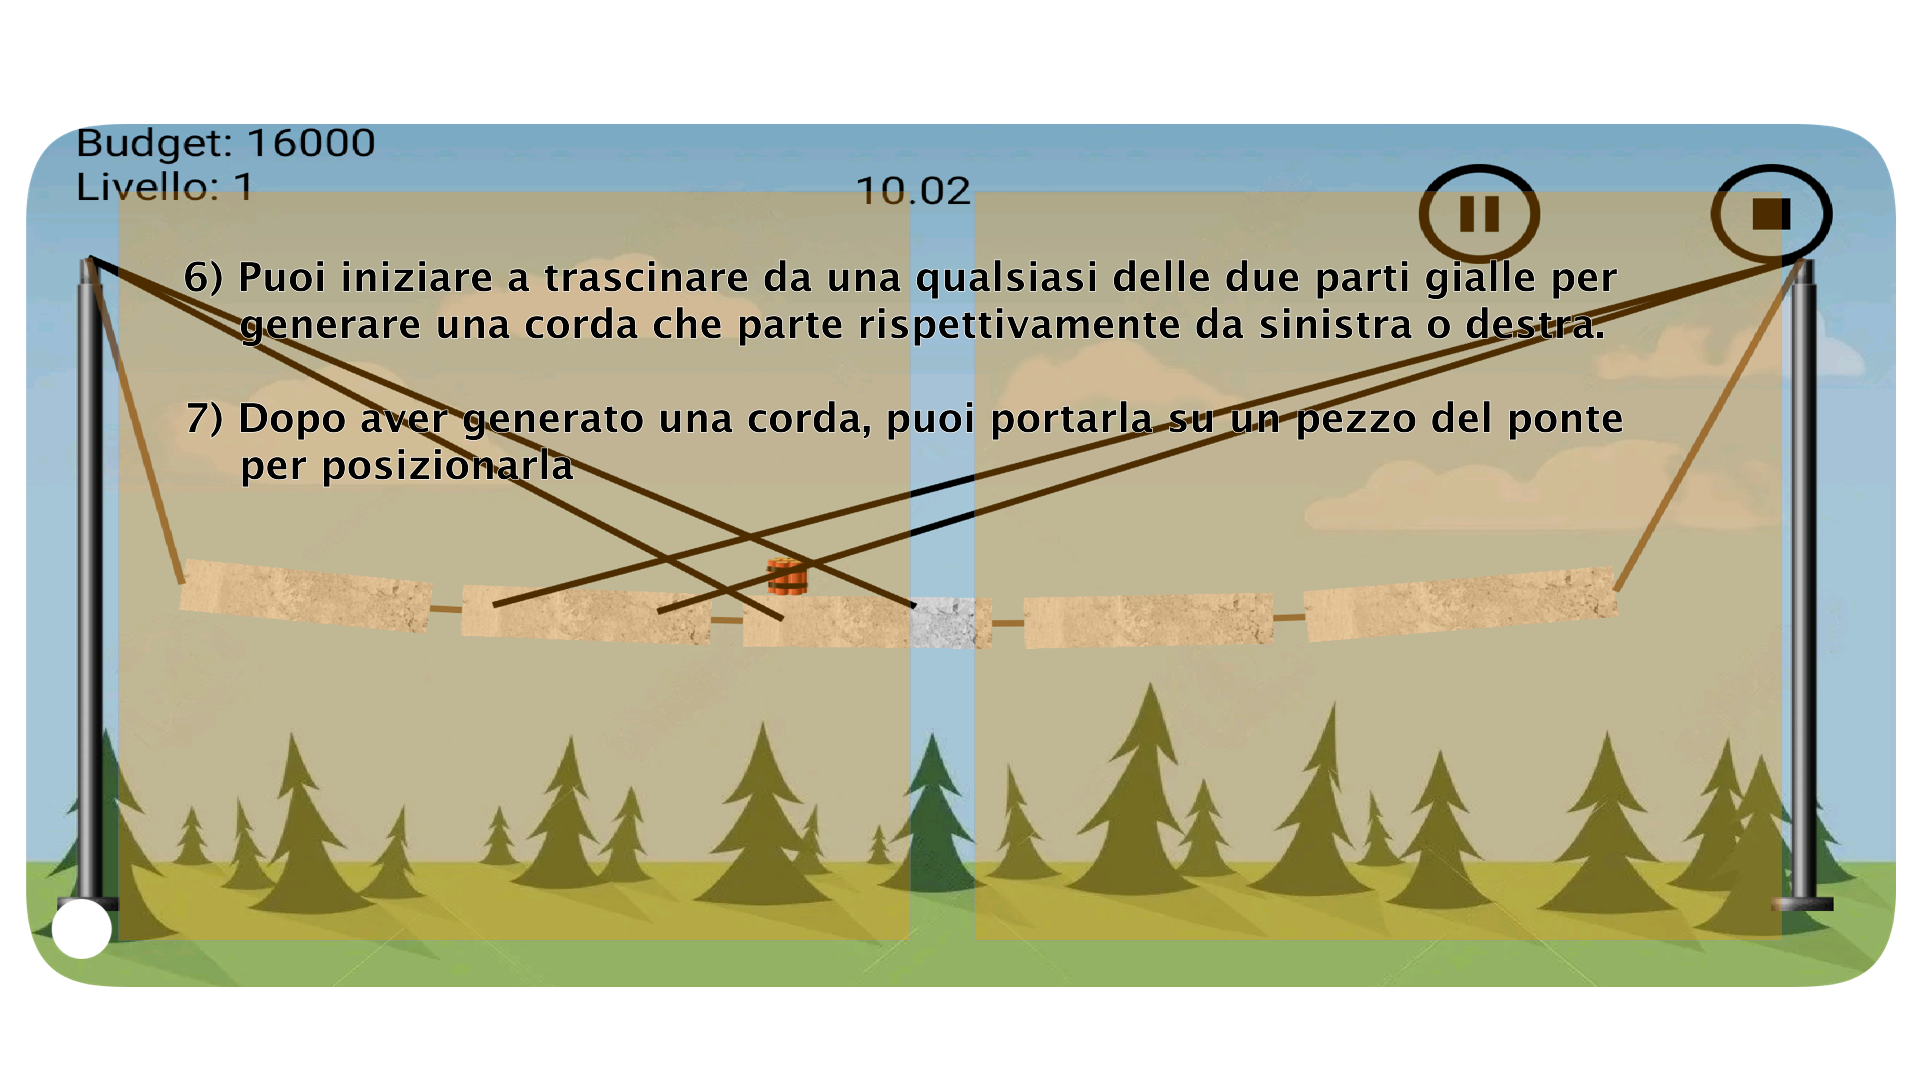 Budget: 16000
Livello: 1
10.02
6) Puoi iniziare a trascinare da una qualsiasi delle due parti gialle per
generare una corda che parte rispettivamente da sinistra o destra.
7) Dopo aver generato una corda, puoi portarla su un pezzo del ponte
per posizionarla